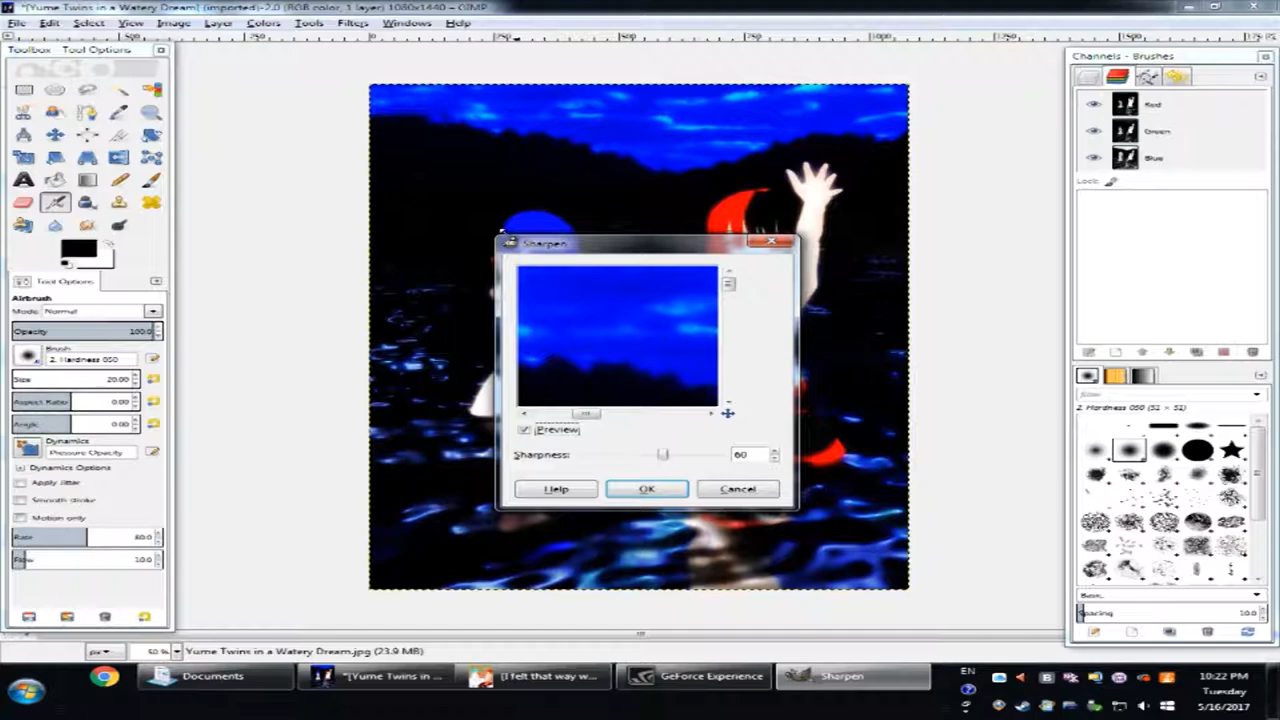 *[Yume Twins in a Watery Dream] (imported)-2.0 (RGB color, 1 layer) 1080x1440 – GIMP
File Edit Select View Image Layer Colors Tools Filters Windows Help
Toolbox Tool Options
Channels - Brushes
Red
Green
Blue
Lock:
Tool Options
Airbrush
Mode: Normal
Opacity 100.0
Brush
2. Hardness 050
Size 20.00
Aspect Ratio 0.00
Angle 0.00
Dynamics
Pressure Opacity
Dynamics Options
Apply Jitter
Smooth stroke
Motion only
Rate 80.0
Flow 10.0
Sharpen
Preview
Sharpness: 60
Help OK Cancel
filter
2. Hardness 050 (51 × 51)
Basic
Spacing 10.0
px 50 % Yume Twins in a Watery Dream.jpg (23.9 MB)
Documents
*[Yume Twins in ...
[I felt that way w...
GeForce Experience
Sharpen
EN
10:22 PM
Tuesday
5/16/2017